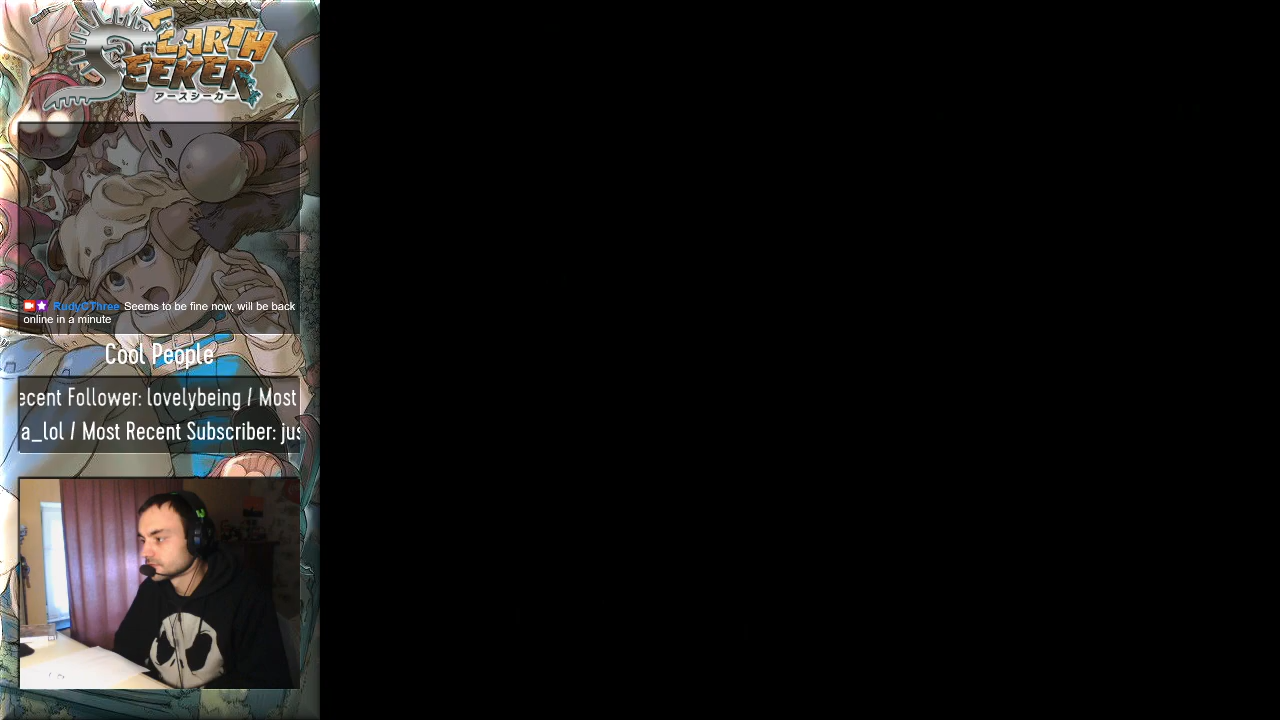 EARTH
SEEKER
アースシーカー
RudyCThree Seems to be fine now, will be back
online in a minute
Cool People
ecent Follower: lovelybeing / Most
a_lol / Most Recent Subscriber: jus